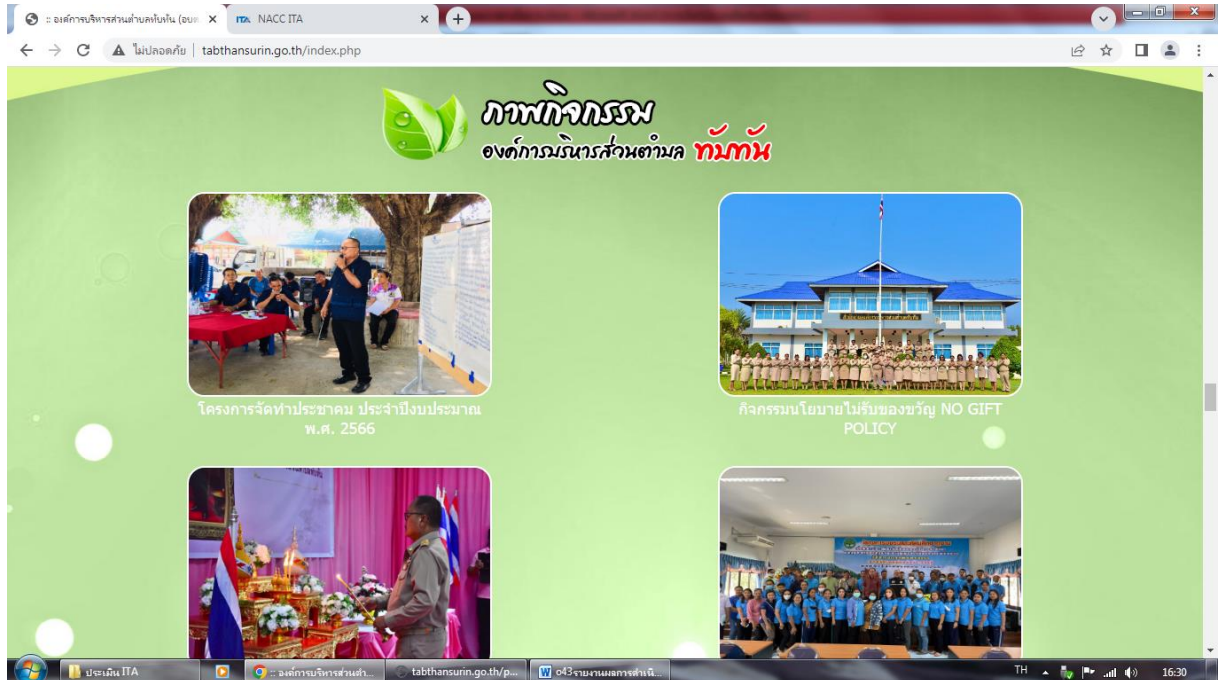 :: องค์การบริหารส่วนตำบลทับทัน (อบต
NACC ITA
ไม่ปลอดภัย
tabthansurin.go.th/index.php
ภาพกิจกรรม
องค์การบริหารส่วนตำบล ทับทัน
โครงการจัดทำประชาคม ประจำปีงบประมาณ
พ.ศ. 2566
กิจกรรมนโยบายไม่รับของขวัญ NO GIFT
POLICY
ประเมิน ITA
:: องค์การบริหารส่วนตำ...
tabthansurin.go.th/p...
o43รายงานผลการดำเนิ...
TH
16:30